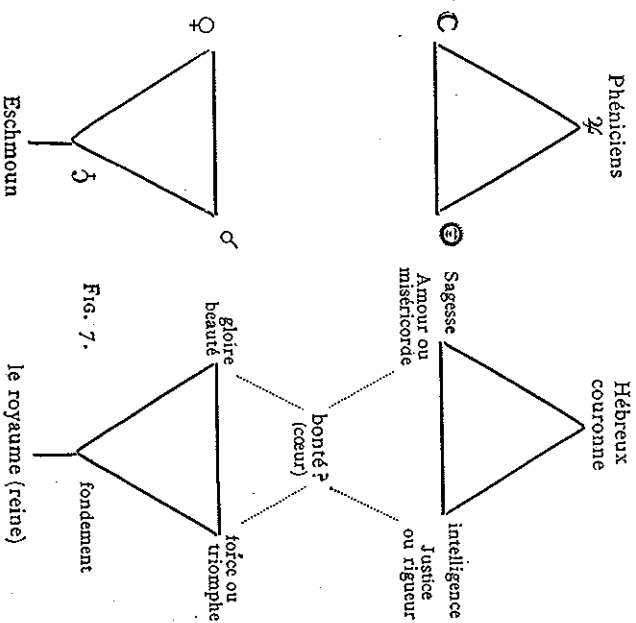 Phéniciens
♃
☾
☉
♀
♂
☿
Eschmoun
Hébreux
couronne
Sagesse
Amour ou
miséricorde
intelligence
Justice
ou rigueur
bonté ?
(cœur)
gloire
beauté
force ou
triomphe
fondement
le royaume (reine)
FIG. 7.